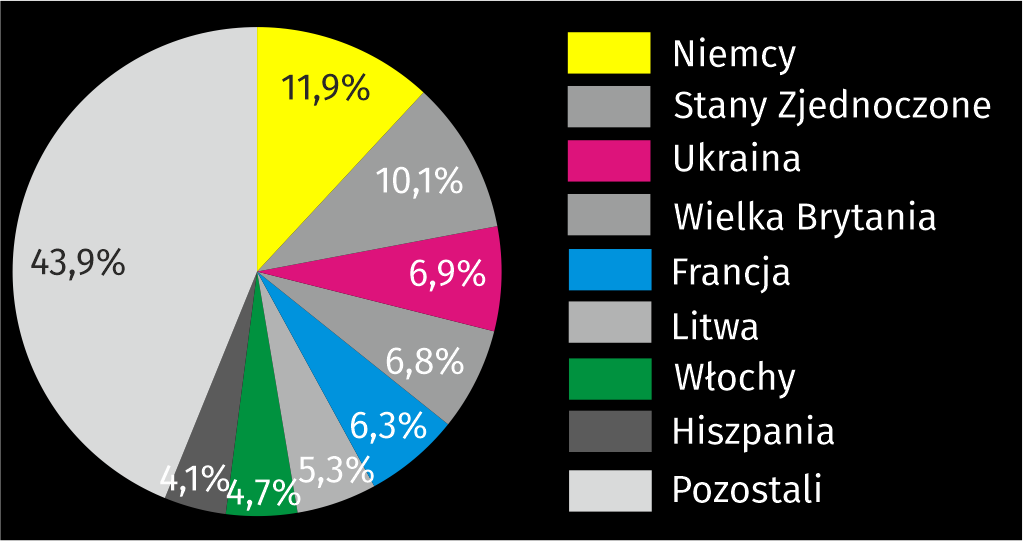 11,9%
10,1%
6,9%
6,8%
6,3%
5,3%
4,7%
4,1%
43,9%
Niemcy
Stany Zjednoczone
Ukraina
Wielka Brytania
Francja
Litwa
Włochy
Hiszpania
Pozostali